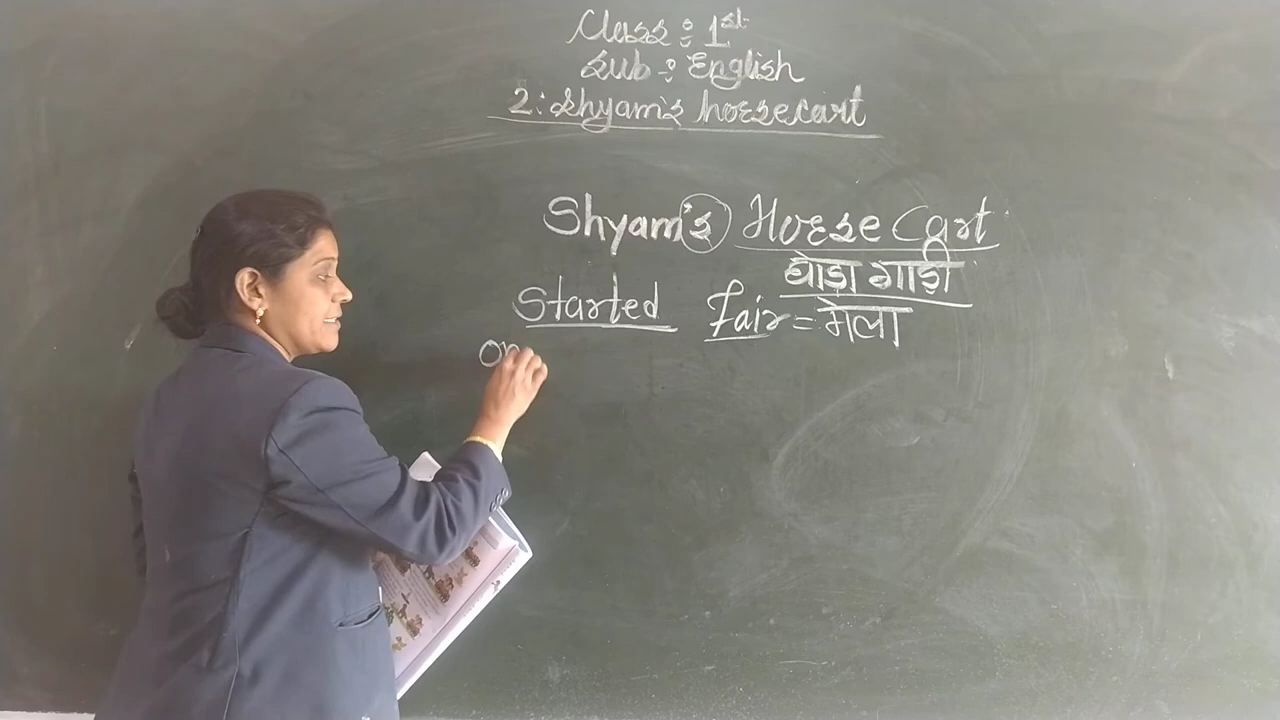 Class : 1st
Sub : English
2. Shyam's horsecart
Shyam's Horse Cart
घोड़ा गाड़ी
Started Fair = मेला
on